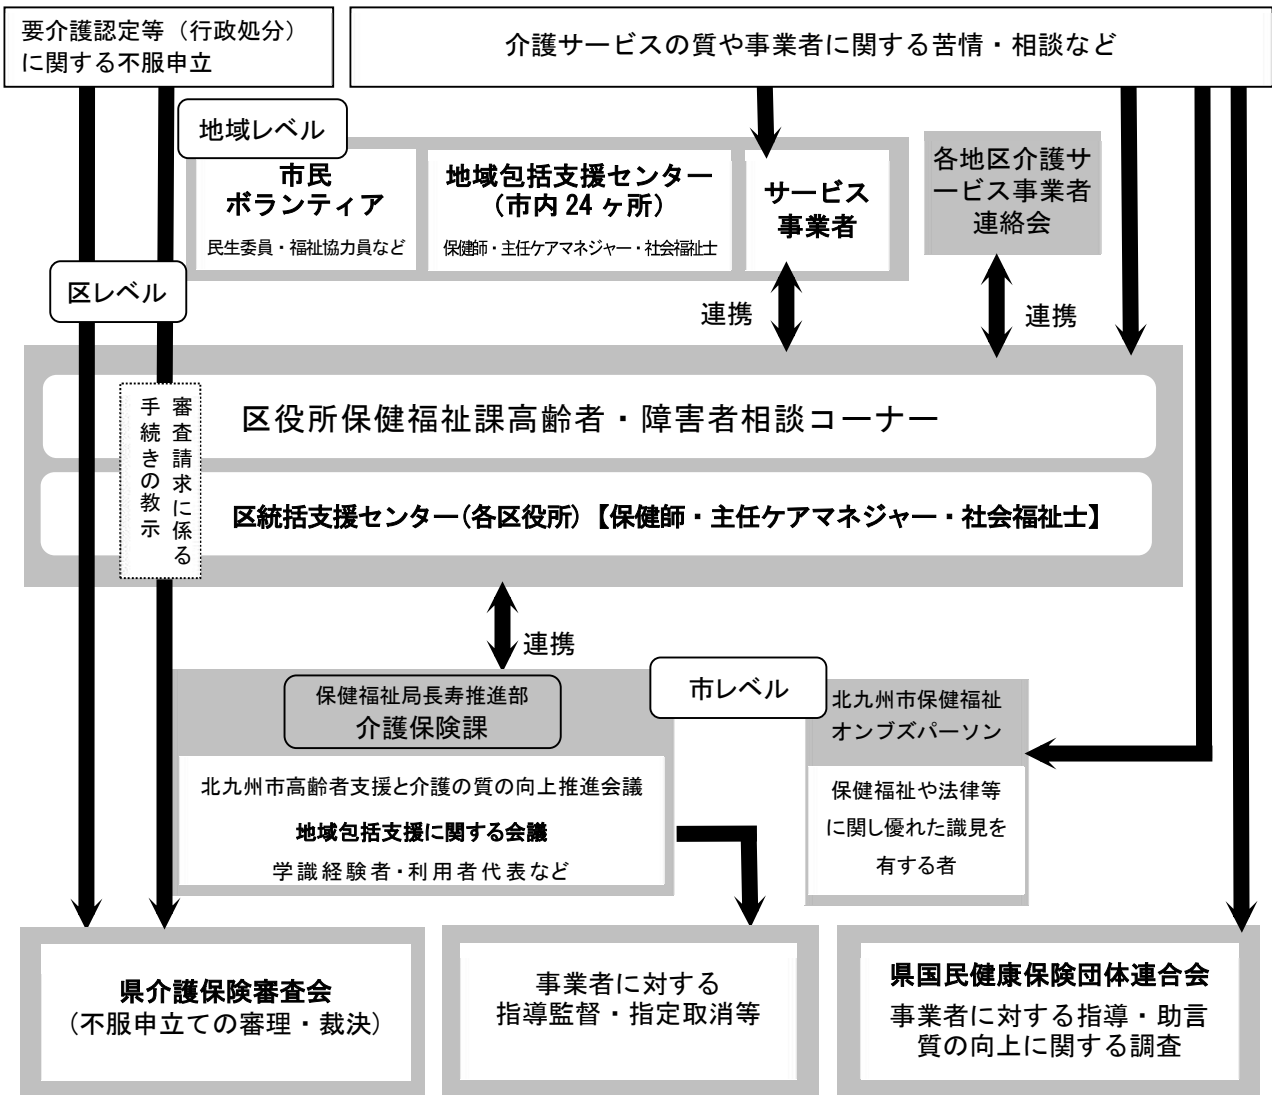 要介護認定等（行政処分）
に関する不服申立
介護サービスの質や事業者に関する苦情・相談など
地域レベル
市民
ボランティア
民生委員・福祉協力員など
地域包括支援センター
（市内 24 ヶ所）
保健師・主任ケアマネジャー・社会福祉士
サービス
事業者
各地区介護サ
ービス事業者
連絡会
区レベル
連携
連携
審査請求に係る
手続きの教示
区役所保健福祉課高齢者・障害者相談コーナー
区統括支援センター（各区役所）【保健師・主任ケアマネジャー・社会福祉士】
連携
市レベル
保健福祉局長寿推進部
介護保険課
北九州市高齢者支援と介護の質の向上推進会議
地域包括支援に関する会議
学識経験者・利用者代表など
北九州市保健福祉
オンブズパーソン
保健福祉や法律等
に関し優れた識見を
有する者
県介護保険審査会
（不服申立ての審理・裁決）
事業者に対する
指導監督・指定取消等
県国民健康保険団体連合会
事業者に対する指導・助言
質の向上に関する調査